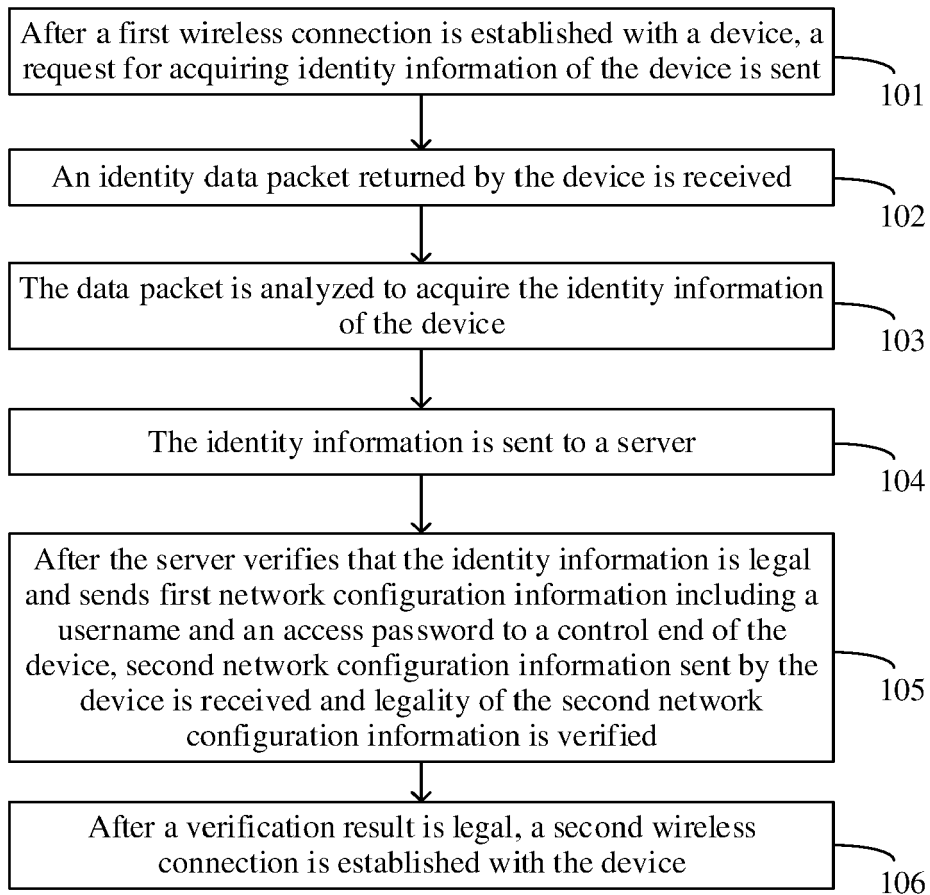 After a first wireless connection is established with a device, a
request for acquiring identity information of the device is sent
101
An identity data packet returned by the device is received
102
The data packet is analyzed to acquire the identity information
of the device
103
The identity information is sent to a server
104
After the server verifies that the identity information is legal
and sends first network configuration information including a
username and an access password to a control end of the
device, second network configuration information sent by the
device is received and legality of the second network
configuration information is verified
105
After a verification result is legal, a second wireless
connection is established with the device
106